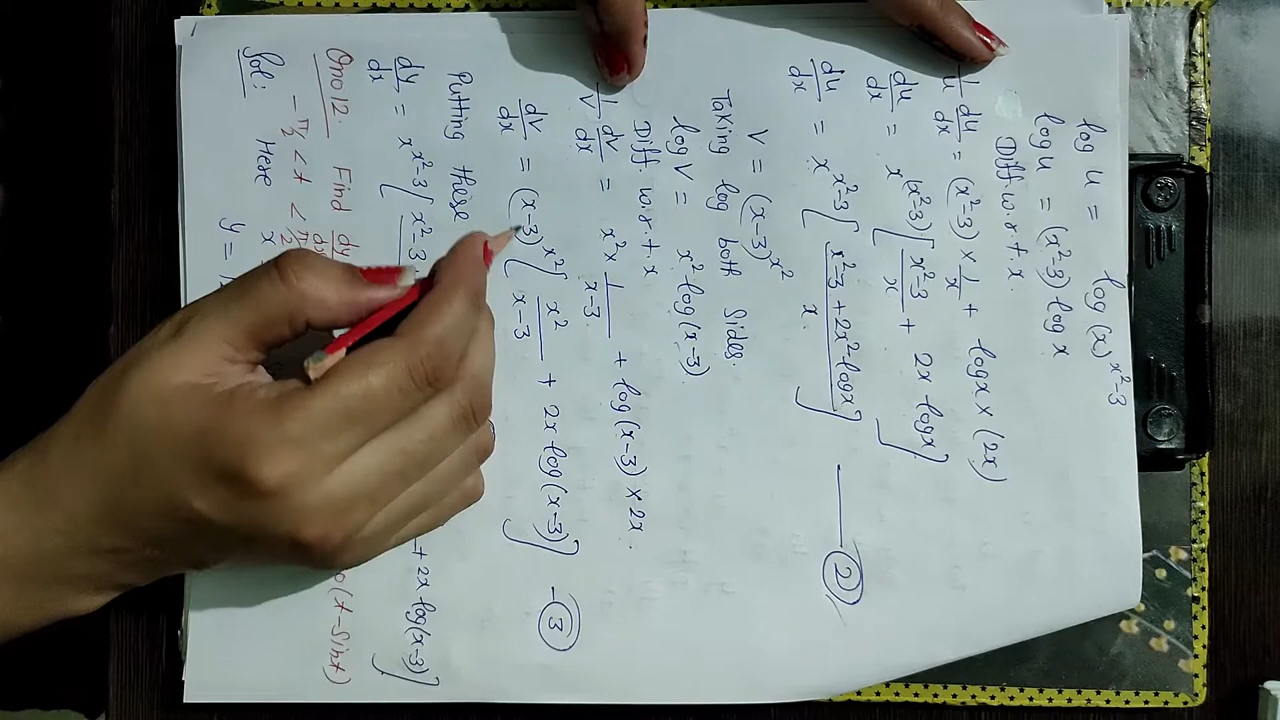 log u = log (x)^x²-3
log u = (x²-3) log x
Diff. w.r.t x.
1/u du/dx = (x²-3) × 1/x + log x × (2x)
du/dx = x^(x²-3) [ x²-3/x + 2x log x ]
du/dx = x^x²-3 [ x²-3+2x² log x / x. ] — 2
V = (x-3)^x²
Taking log both Sides.
log V = x² log (x-3)
Diff. w.r.t x
1/V dv/dx = x² × 1/x-3. + log (x-3) × 2x.
dv/dx = (x-3)^x² [ x²/x-3 + 2x log (x-3) ] - 3
Putting these
dy/dx = x^x²-3 [ x²-3 + 2x log (x-3) ]
Qno 12. Find dy (t-Sint)
-π/2 < t < π/2
Sol: Here x
y =